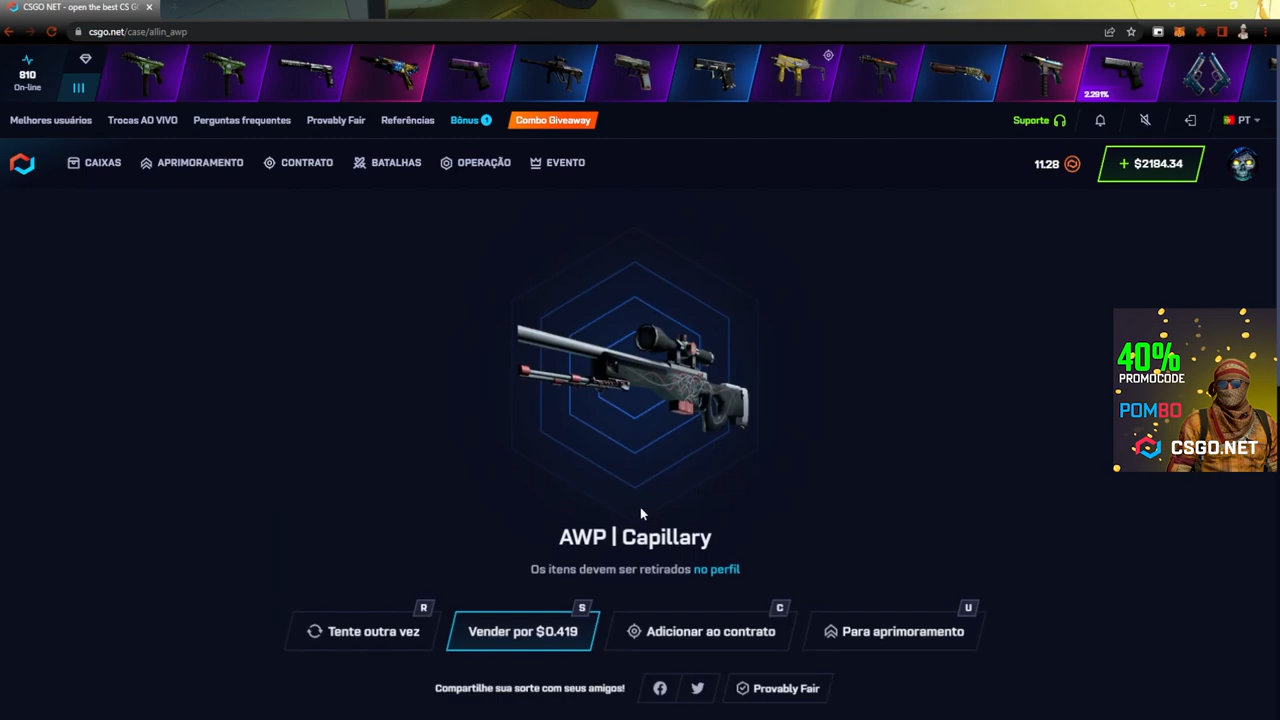 CSGO.NET - open the best CS G
csgo.net/case/allin_awp
810
On-line
2.291%
Melhores usuários Trocas AO VIVO Perguntas frequentes Provably Fair Referências Bônus 1 Combo Giveaway Suporte PT
CAIXAS APRIMORAMENTO CONTRATO BATALHAS OPERAÇÃO EVENTO 11.28 + $2184.34
40%
PROMOCODE
POMBO
CSGO.NET
AWP | Capillary
Os itens devem ser retirados no perfil
R S C U
Tente outra vez Vender por $0.419 Adicionar ao contrato Para aprimoramento
Compartilhe sua sorte com seus amigos! Provably Fair